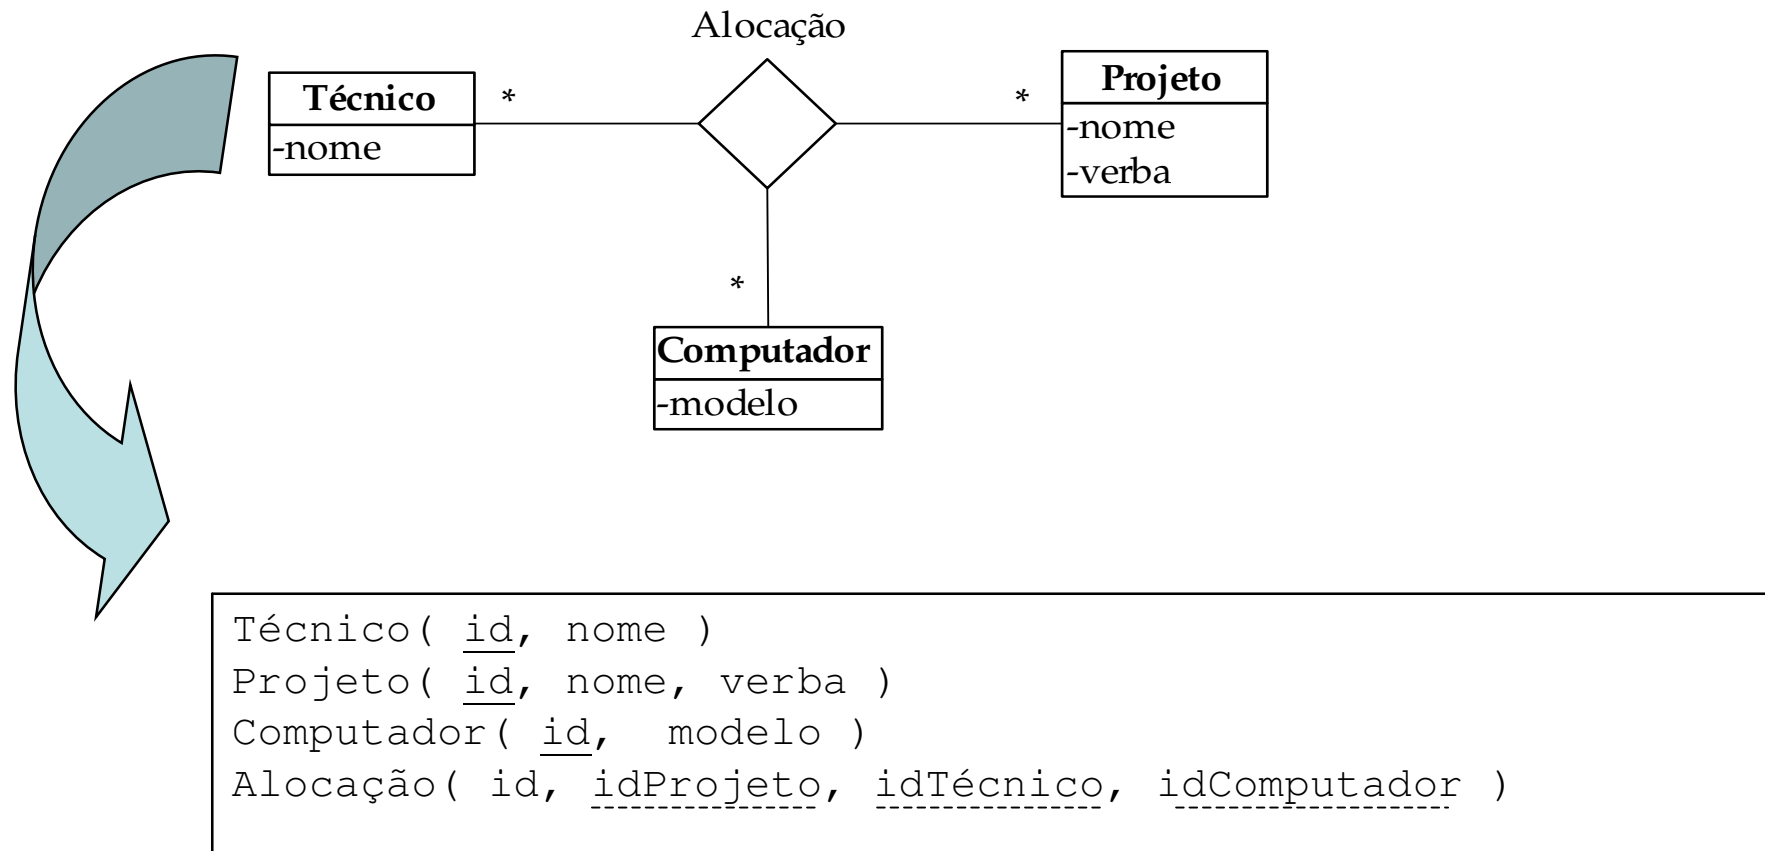 Alocação
Técnico
-nome
*
*
Projeto
-nome
-verba
*
Computador
-modelo
Técnico( id, nome )
Projeto( id, nome, verba )
Computador( id, modelo )
Alocação( id, idProjeto, idTécnico, idComputador )